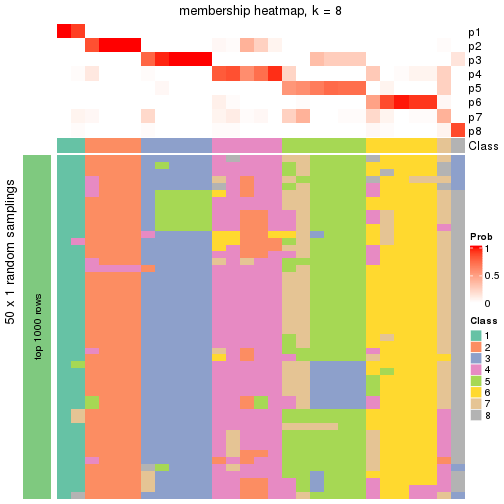 membership heatmap, k = 8
p1
p2
p3
p4
p5
p6
p7
p8
Class
50 x 1 random samplings
top 1000 rows
Prob
1
0.5
0
Class
1
2
3
4
5
6
7
8